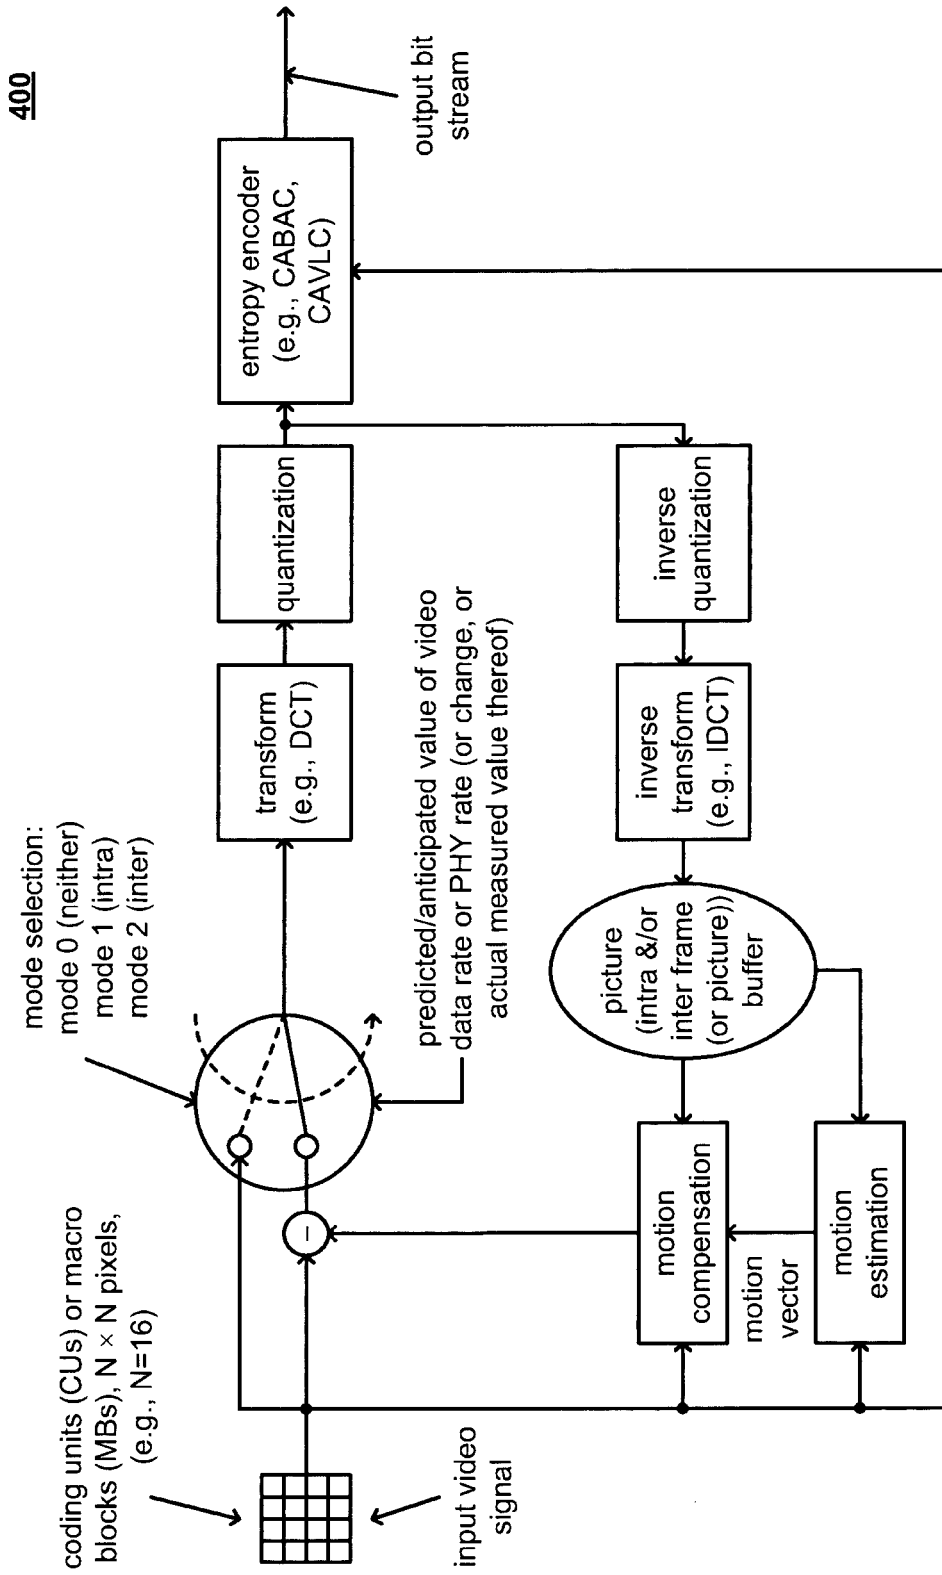 400
mode selection:
mode 0 (neither)
mode 1 (intra)
mode 2 (inter)
coding units (CUs) or macro
blocks (MBs), N × N pixels,
(e.g., N=16)
input video
signal
–
transform
(e.g., DCT)
quantization
entropy encoder
(e.g., CABAC,
CAVLC)
output bit
stream
predicted/anticipated value of video
data rate or PHY rate (or change, or
actual measured value thereof)
motion
compensation
motion
vector
motion
estimation
picture
(intra &/or
inter frame
(or picture))
buffer
inverse
transform
(e.g., IDCT)
inverse
quantization